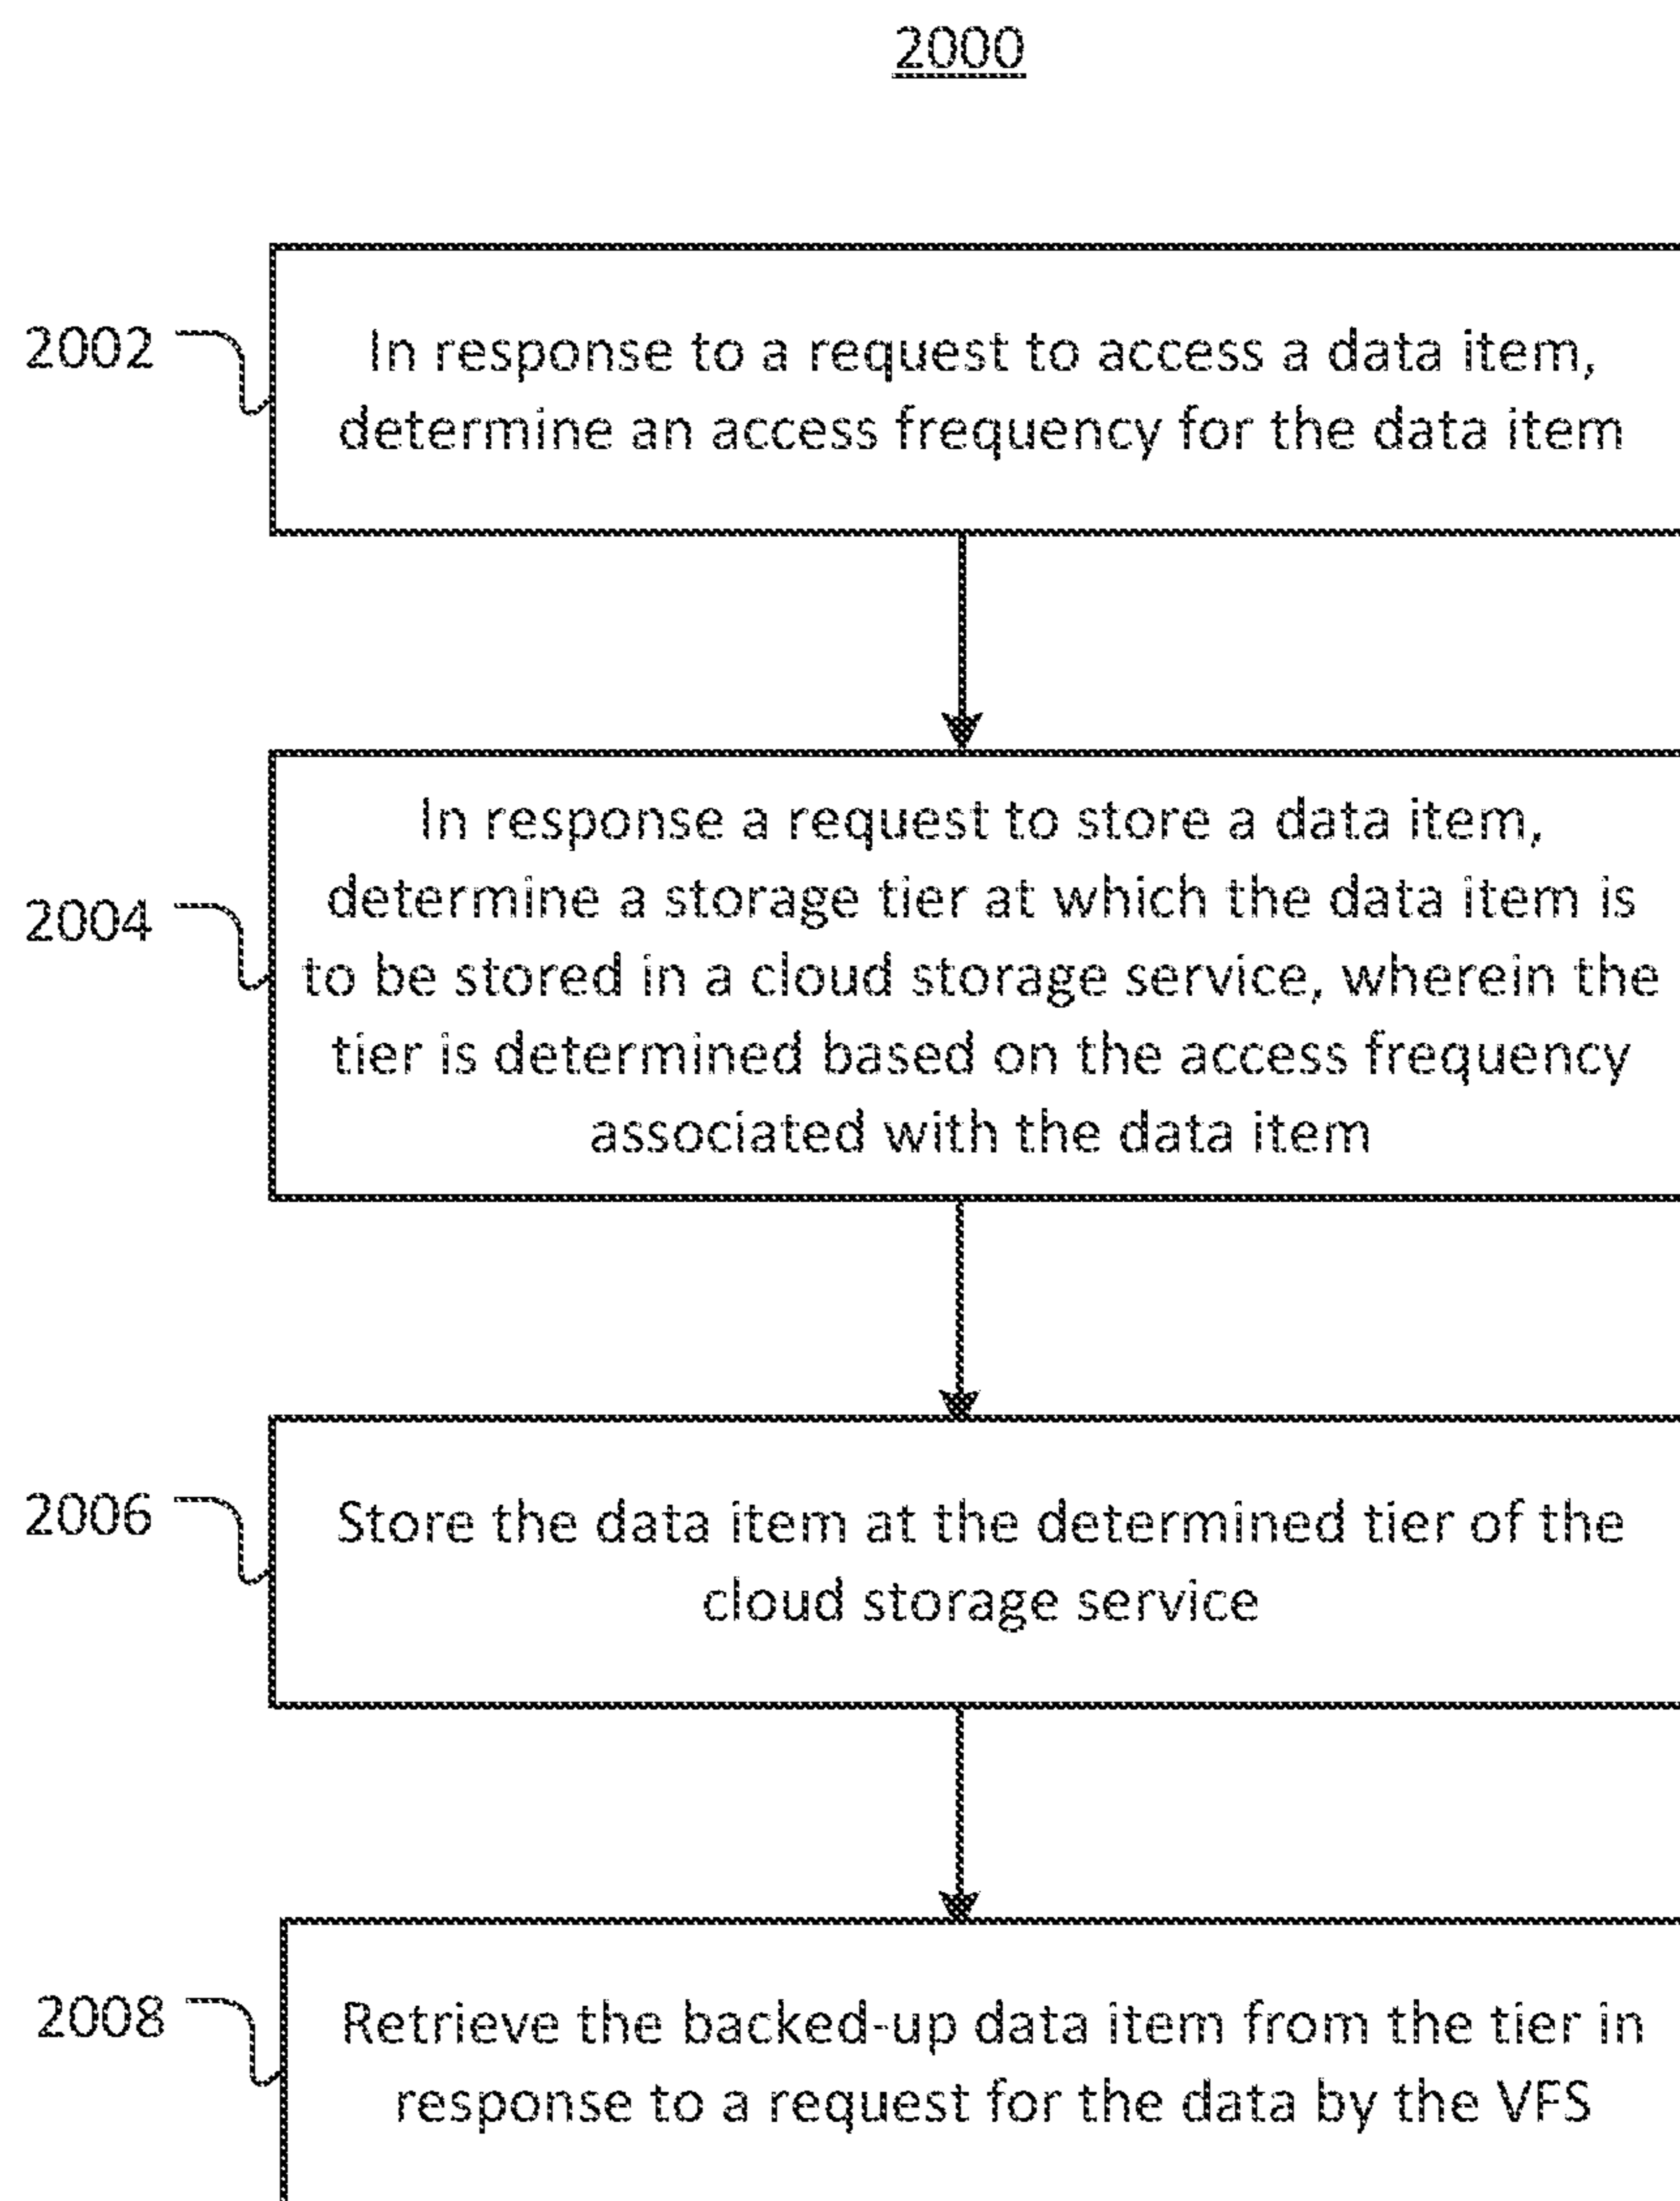 2000
2002
In response to a request to access a data item,
determine an access frequency for the data item
2004
In response a request to store a data item,
determine a storage tier at which the data item is
to be stored in a cloud storage service, wherein the
tier is determined based on the access frequency
associated with the data item
2006
Store the data item at the determined tier of the
cloud storage service
2008
Retrieve the backed-up data item from the tier in
response to a request for the data by the VFS